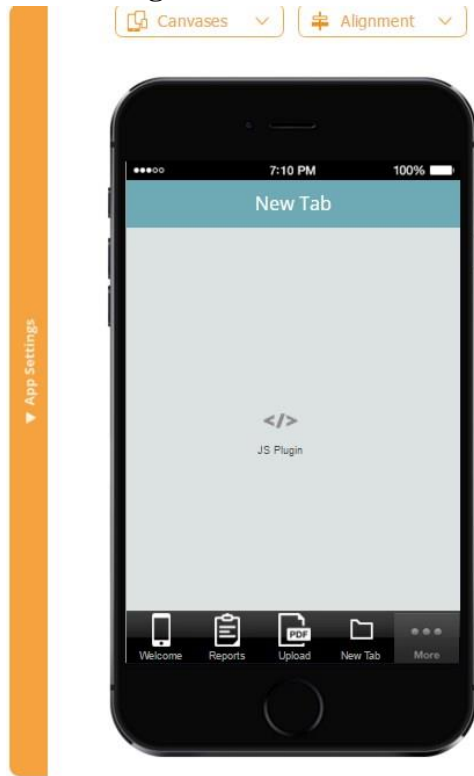 Canvases
Alignment
7:10 PM
100%
New Tab
App Settings
</>
JS Plugin
PDF
Welcome
Reports
Upload
New Tab
More